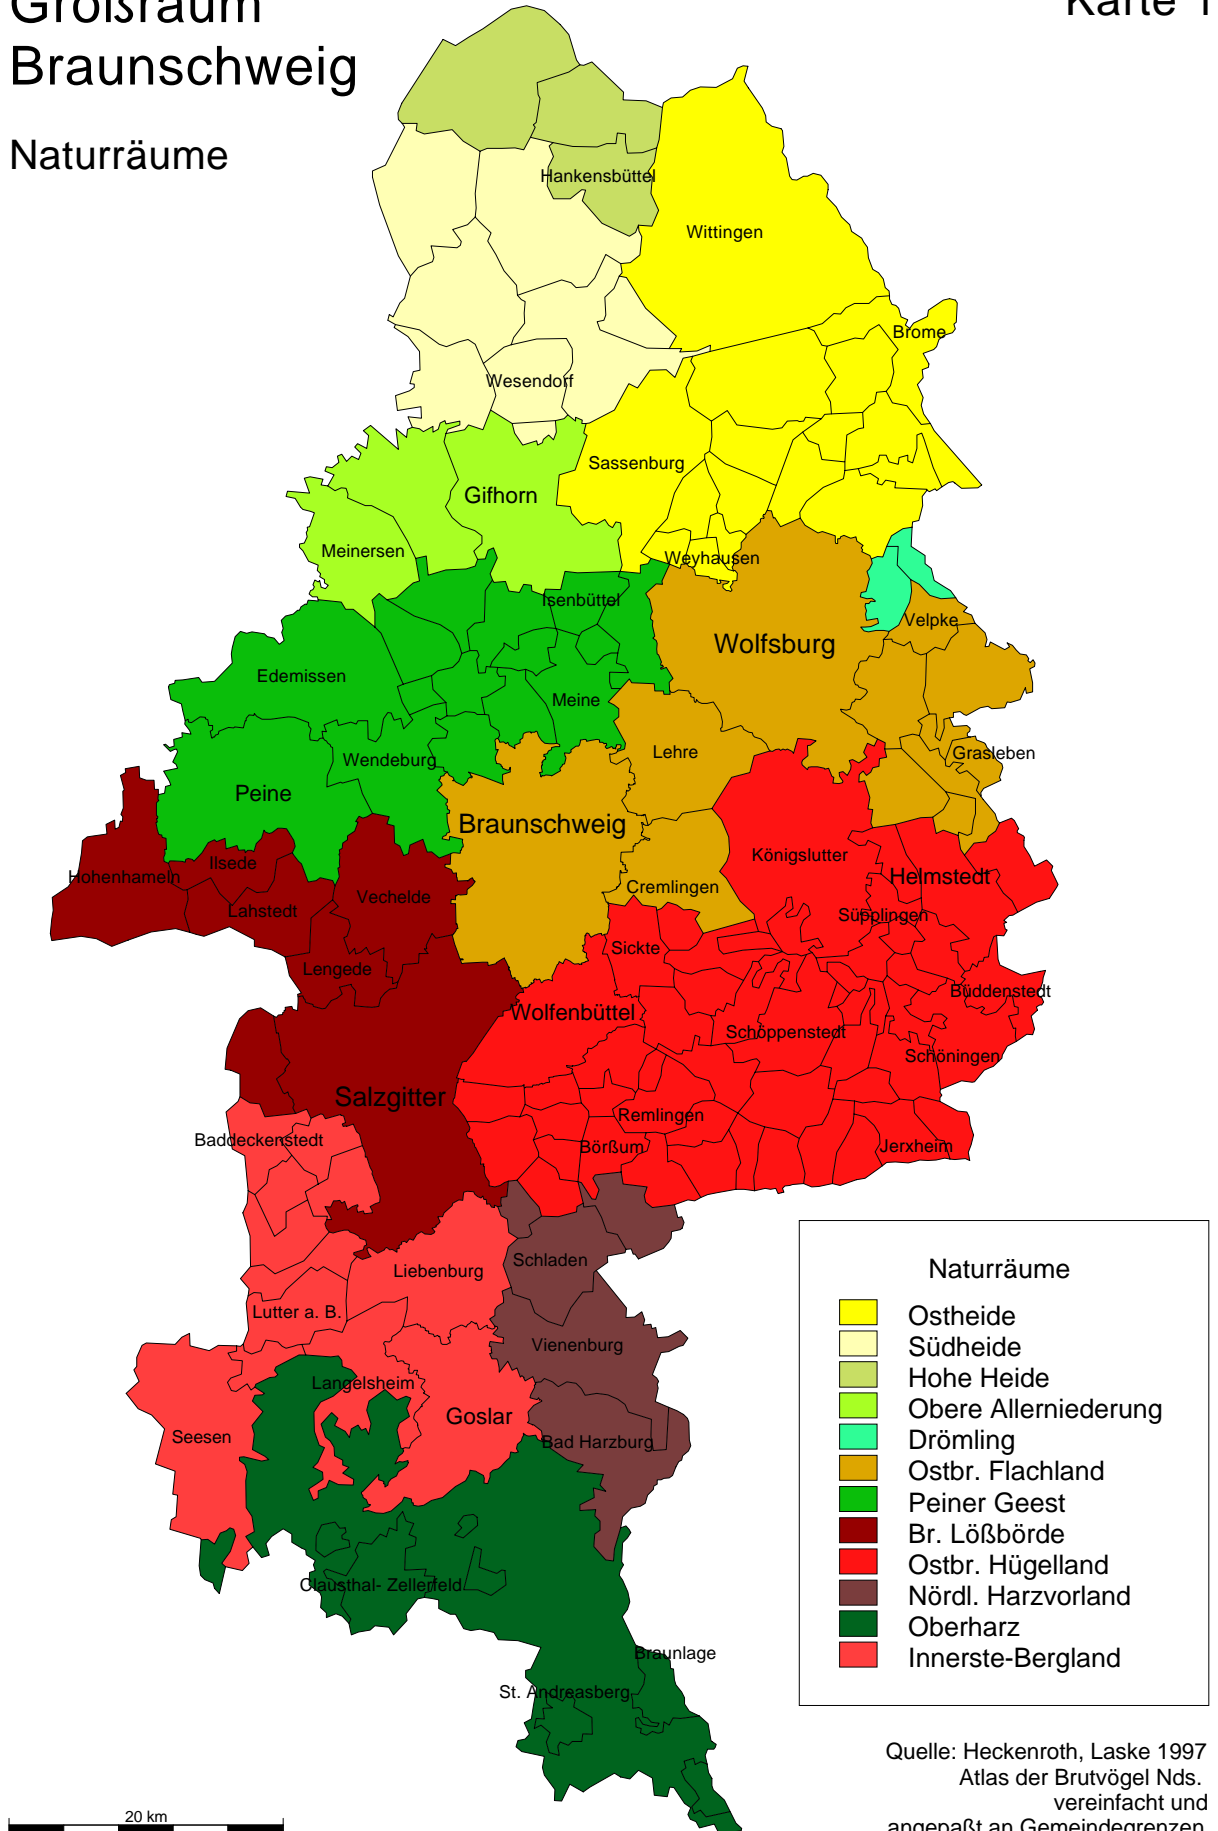 Großraum
Karte 1
Braunschweig
Naturräume
Hankensbüttel
Wittingen
Brome
Wesendorf
Sassenburg
Gifhorn
Meinersen
Weyhausen
Isenbüttel
Velpke
Wolfsburg
Edemissen
Meine
Lehre
Grasleben
Wendeburg
Peine
Braunschweig
Königslutter
Ilsede
Hohenhameln
Helmstedt
Cremlingen
Vechelde
Lahstedt
Süpplingen
Sickte
Lengede
Büddenstedt
Wolfenbüttel
Schöppenstedt
Schöningen
Salzgitter
Remlingen
Baddeckenstedt
Börßum
Jerxheim
Schladen
Liebenburg
Lutter a. B.
Vienenburg
Langelsheim
Goslar
Seesen
Bad Harzburg
Clausthal- Zellerfeld
Braunlage
St. Andreasberg
Naturräume
Ostheide
Südheide
Hohe Heide
Obere Allerniederung
Drömling
Ostbr. Flachland
Peiner Geest
Br. Lößbörde
Ostbr. Hügelland
Nördl. Harzvorland
Oberharz
Innerste-Bergland
Quelle: Heckenroth, Laske 1997
Atlas der Brutvögel Nds.
vereinfacht und
angepaßt an Gemeindegrenzen
20 km